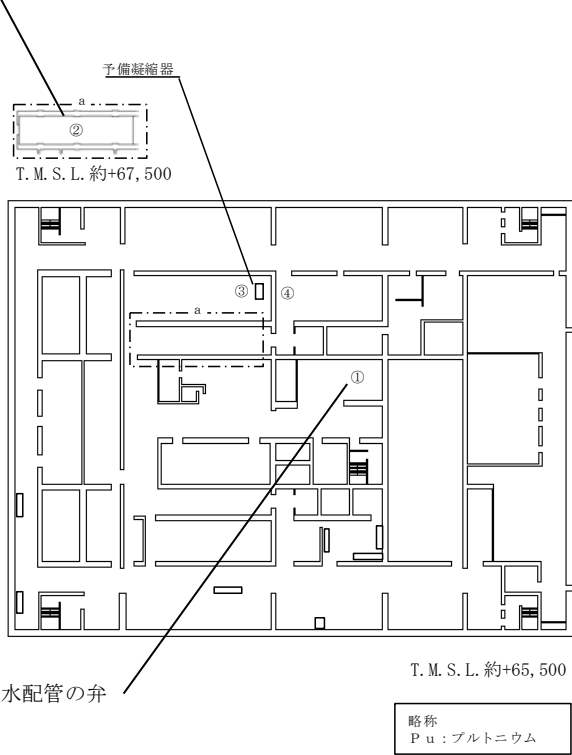 予備凝縮器
a
②
T.M.S.L.約+67,500
③
④
a
①
水配管の弁
T.M.S.L.約+65,500
略称
Pu:プルトニウム